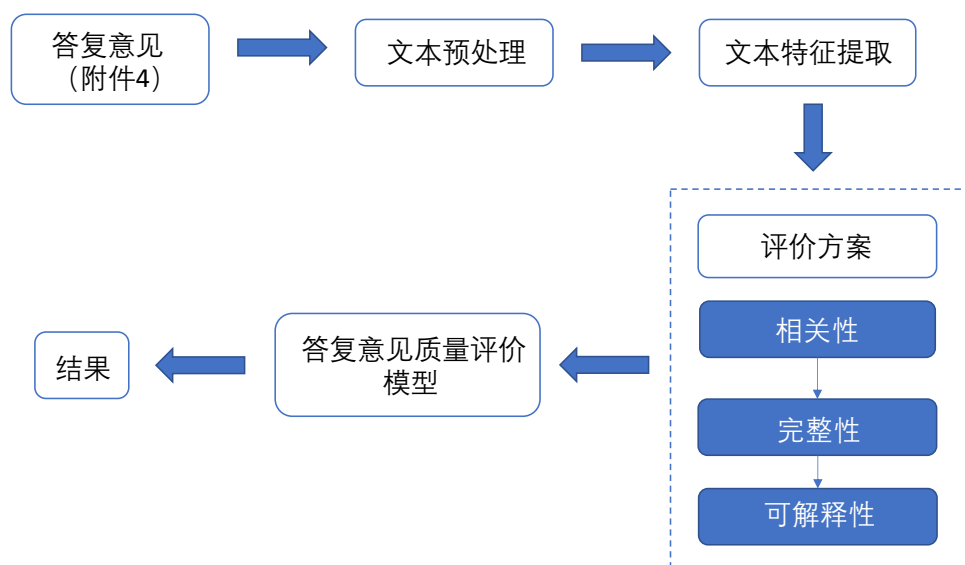 答复意见
（附件4）
文本预处理
文本特征提取
评价方案
相关性
完整性
可解释性
答复意见质量评价
模型
结果